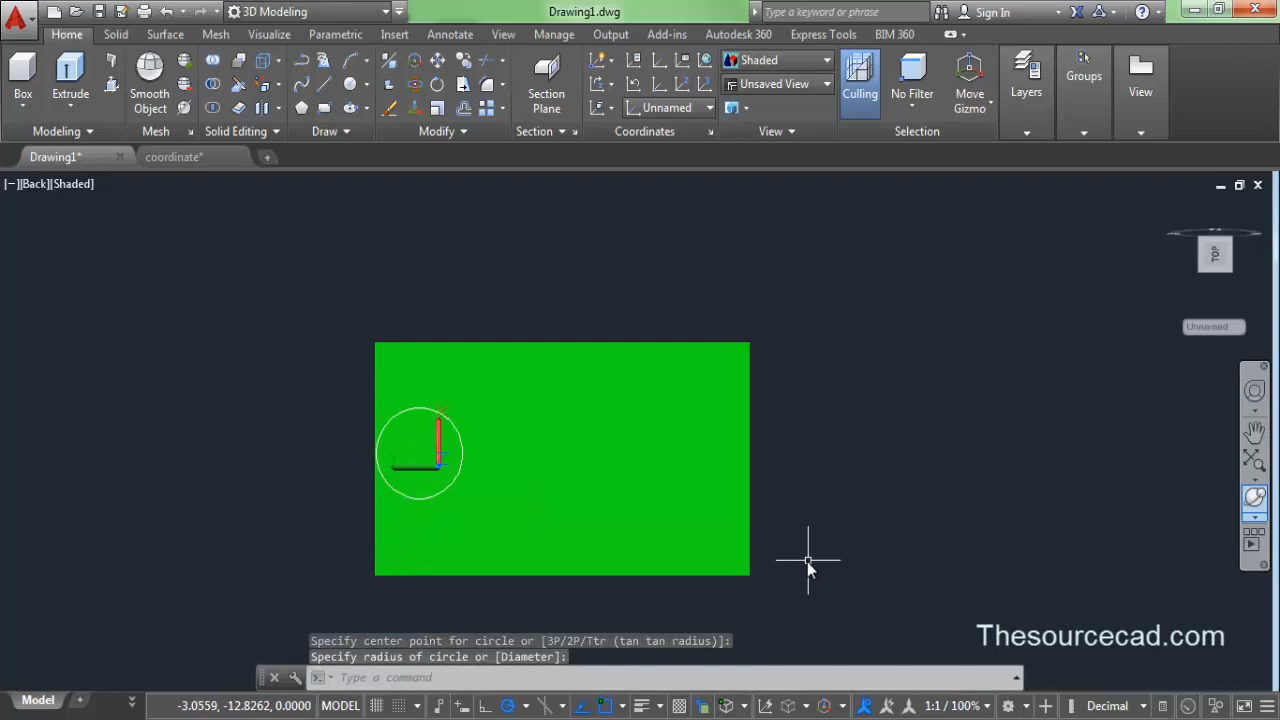 3D Modeling
Drawing1.dwg
Type a keyword or phrase
Sign In
Home Solid Surface Mesh Visualize Parametric Insert Annotate View Manage Output Add-ins Autodesk 360 Express Tools BIM 360
Box
Extrude
Smooth
Object
Section
Plane
Unnamed
Shaded
Unsaved View
Culling
No Filter
Move
Gizmo
Layers
Groups
View
Modeling Mesh Solid Editing Draw Modify Section Coordinates View Selection
Drawing1* coordinate*
[−][Back][Shaded]
TOP
Unnamed
Specify center point for circle or [3P/2P/Ttr (tan tan radius)]:
Specify radius of circle or [Diameter]:
Type a command
Thesourcecad.com
Model
-3.0559, -12.8262, 0.0000 MODEL
1:1 / 100%
Decimal